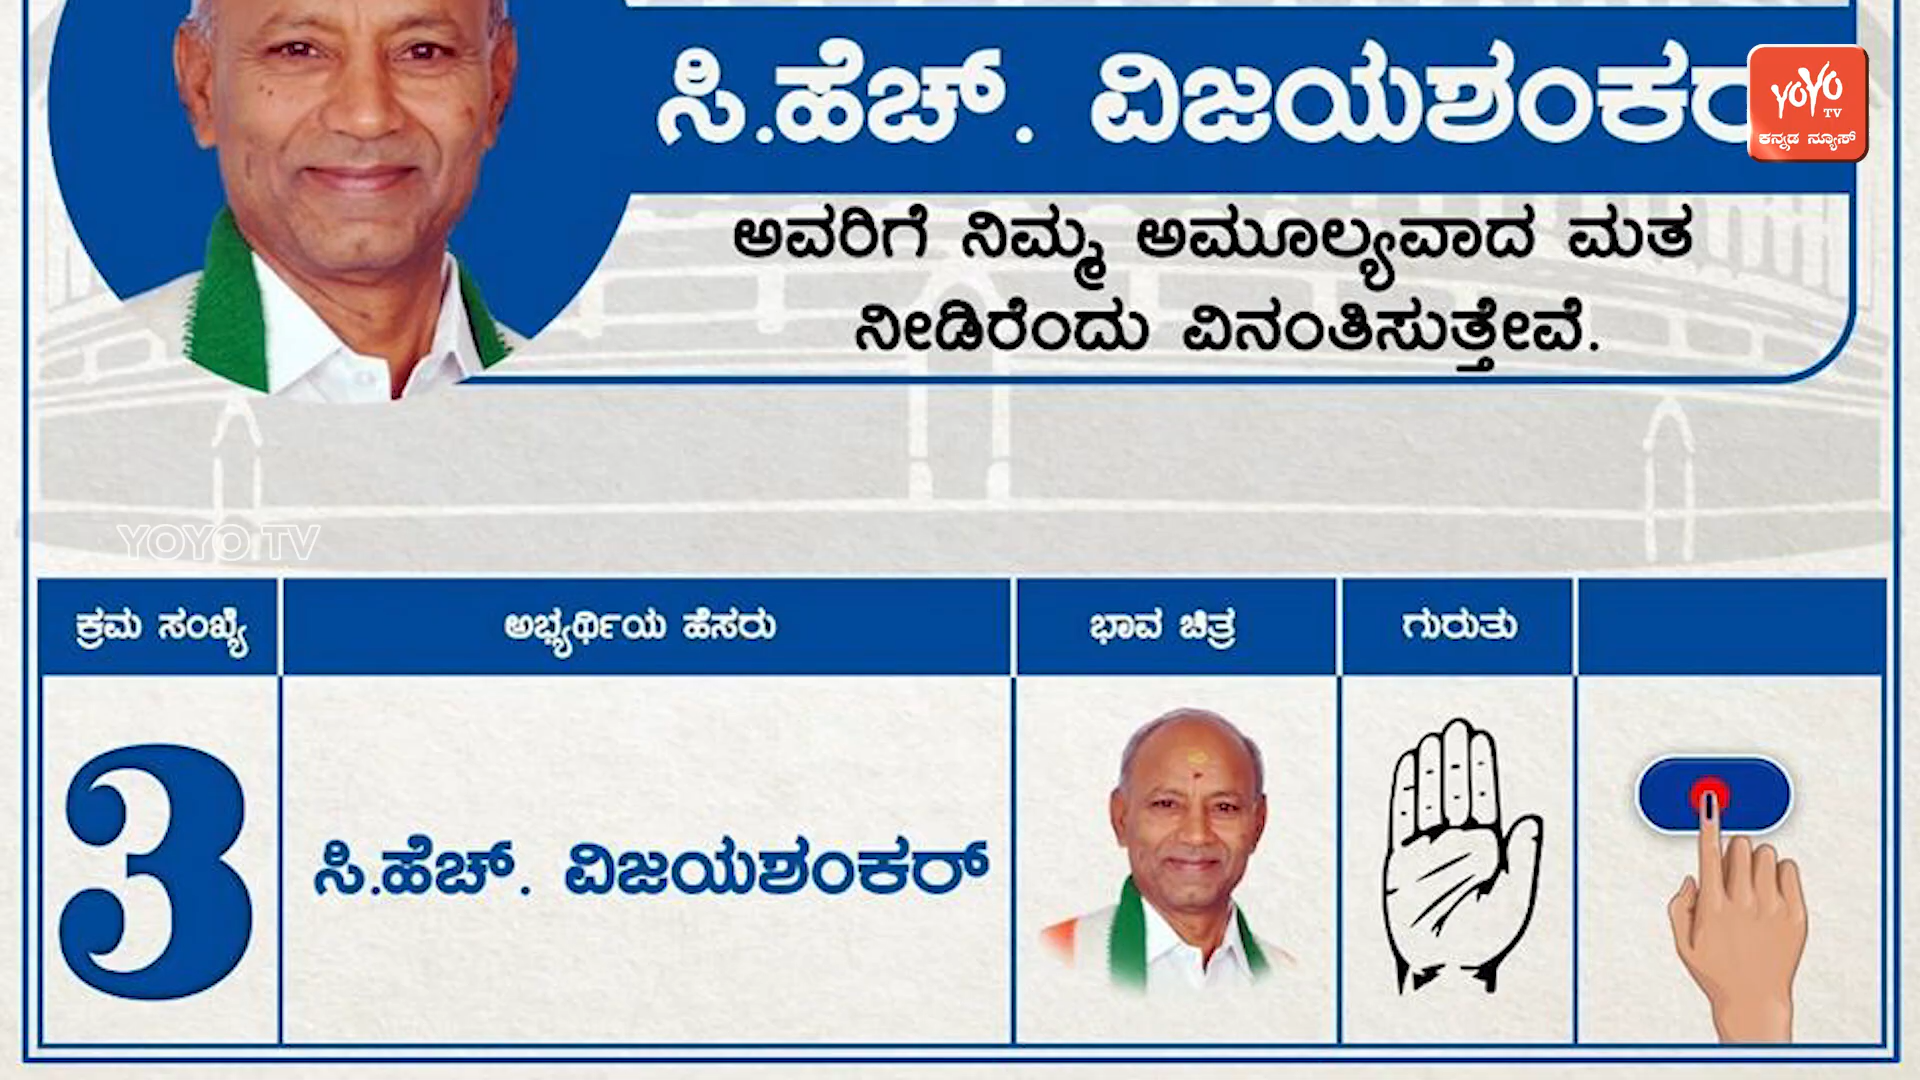 ಸಿ.ಹೆಚ್. ವಿಜಯಶಂಕರ
YOYO
TV
ಕನ್ನಡ ನ್ಯೂಸ್
ಅವರಿಗೆ ನಿಮ್ಮ ಅಮೂಲ್ಯವಾದ ಮತ
ನೀಡಿರೆಂದು ವಿನಂತಿಸುತ್ತೇವೆ.
YOYO TV
ಕ್ರಮ ಸಂಖ್ಯೆ ಅಭ್ಯರ್ಥಿಯ ಹೆಸರು ಭಾವ ಚಿತ್ರ ಗುರುತು
3 ಸಿ.ಹೆಚ್. ವಿಜಯಶಂಕರ್